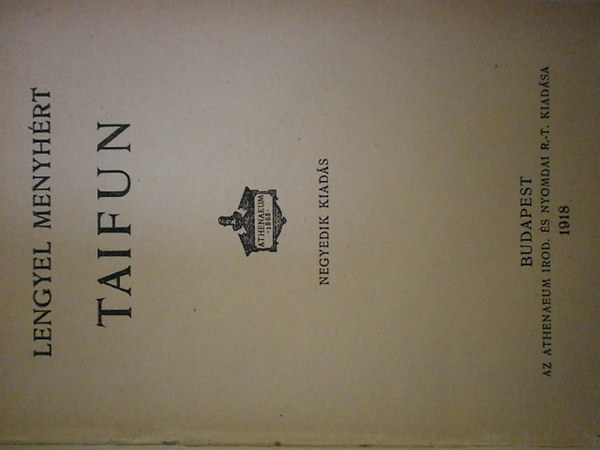 LENGYEL MENYHÉRT
TAIFUN
ATHENAEUM
1868
NEGYEDIK KIADÁS
BUDAPEST
AZ ATHENAEUM IROD. ÉS NYOMDAI R.-T. KIADÁSA
1918